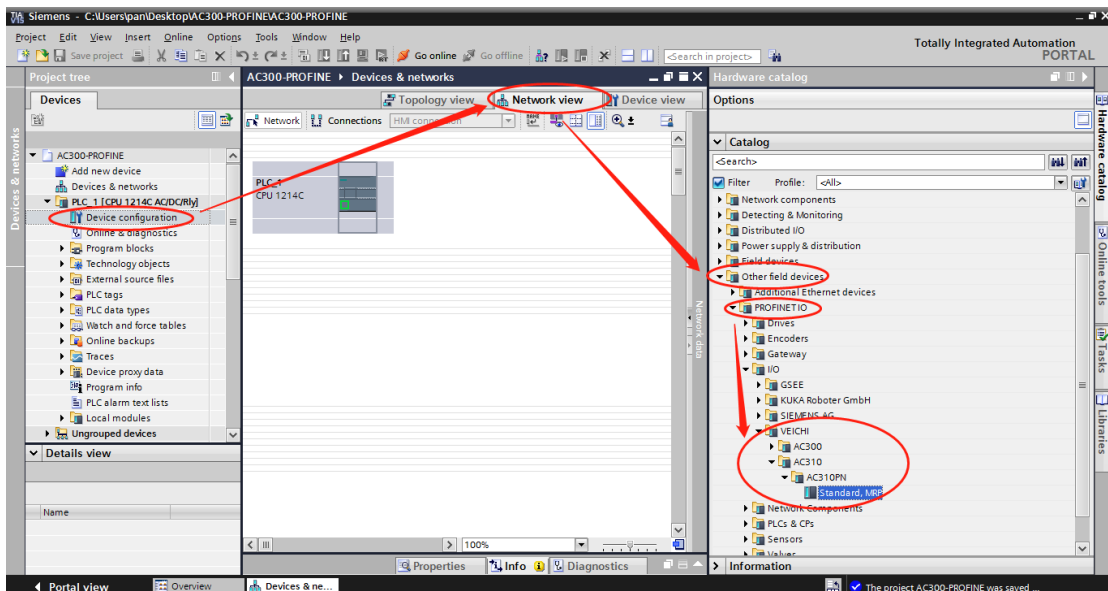 Siemens - C:\Users\pan\Desktop\AC300-PROFINE\AC300-PROFINE
Project Edit View Insert Online Options Tools Window Help
Totally Integrated Automation
PORTAL
Save project Go online Go offline <Search in project>
Project tree
Devices
AC300-PROFINE
Add new device
Devices & networks
PLC_1 [CPU 1214C AC/DC/Rly]
Device configuration
Online & diagnostics
Program blocks
Technology objects
External source files
PLC tags
PLC data types
Watch and force tables
Online backups
Traces
Device proxy data
Program info
PLC alarm text lists
Local modules
Ungrouped devices
Details view
Name
Devices & networks
AC300-PROFINE Devices & networks
Topology view Network view Device view
Network Connections HMI connection
PLC_1
CPU 1214C
100%
Network data
Properties Info Diagnostics
Hardware catalog
Options
Catalog
<Search>
Filter Profile: <All>
Network components
Detecting & Monitoring
Distributed I/O
Power supply & distribution
Field devices
Other field devices
Additional Ethernet devices
PROFINET IO
Drives
Encoders
Gateway
I/O
GSEE
KUKA Roboter GmbH
SIEMENS AG
VEICHI
AC300
AC310
AC310PN
Standard, MRP
Network Components
PLCs & CPs
Sensors
Valves
Information
Hardware catalog
Online tools
Tasks
Libraries
Portal view Overview Devices & ne... The project AC300-PROFINE was saved ...